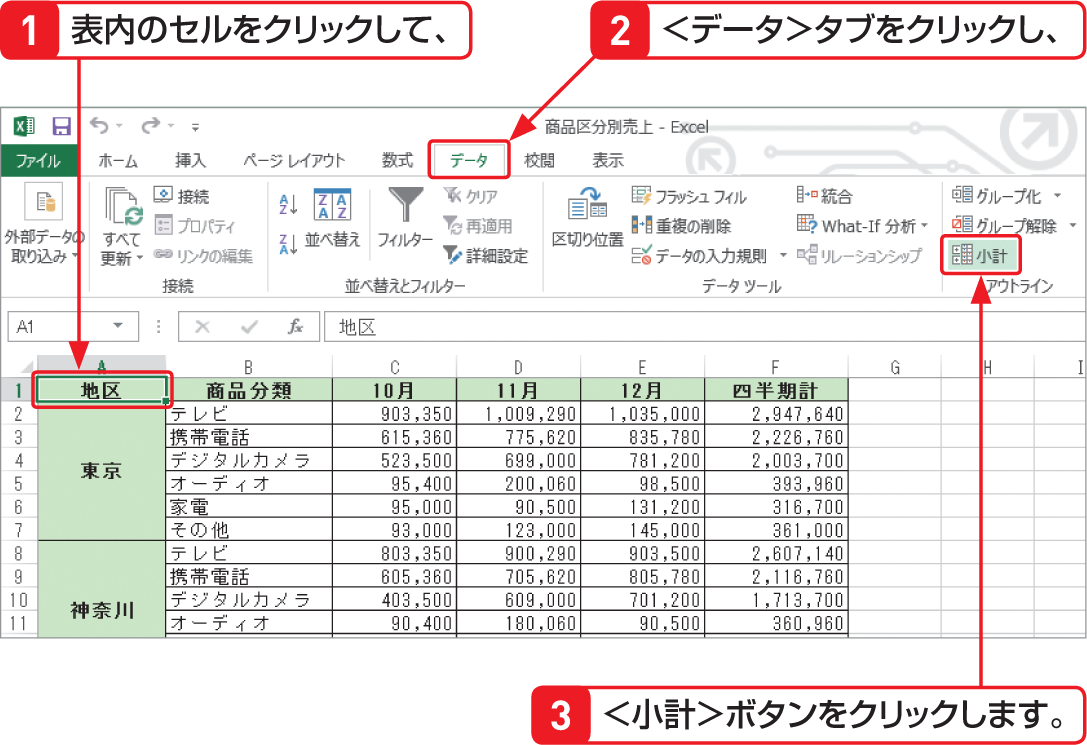 1 表内のセルをクリックして、
2 <データ>タブをクリックし、
商品区分別売上 - Excel
ファイル ホーム 挿入 ページ レイアウト 数式 データ 校閲 表示
外部データの
取り込み
すべて
更新
接続
プロパティ
リンクの編集
接続
並べ替え
フィルター
クリア
再適用
詳細設定
並べ替えとフィルター
区切り位置
フラッシュ フィル
重複の削除
データの入力規則
統合
What-If 分析
リレーションシップ
データ ツール
グループ化
グループ解除
小計
アウトライン
A1 fx 地区
A B C D E F G H I
1 地区 商品分類 10月 11月 12月 四半期計
2 テレビ 903,350 1,009,290 1,035,000 2,947,640
3 携帯電話 615,360 775,620 835,780 2,226,760
4 東京 デジタルカメラ 523,500 699,000 781,200 2,003,700
5 オーディオ 95,400 200,060 98,500 393,960
6 家電 95,000 90,500 131,200 316,700
7 その他 93,000 123,000 145,000 361,000
8 テレビ 803,350 900,290 903,500 2,607,140
9 携帯電話 605,360 705,620 805,780 2,116,760
10 神奈川 デジタルカメラ 403,500 609,000 701,200 1,713,700
11 オーディオ 90,400 180,060 90,500 360,960
3 <小計>ボタンをクリックします。